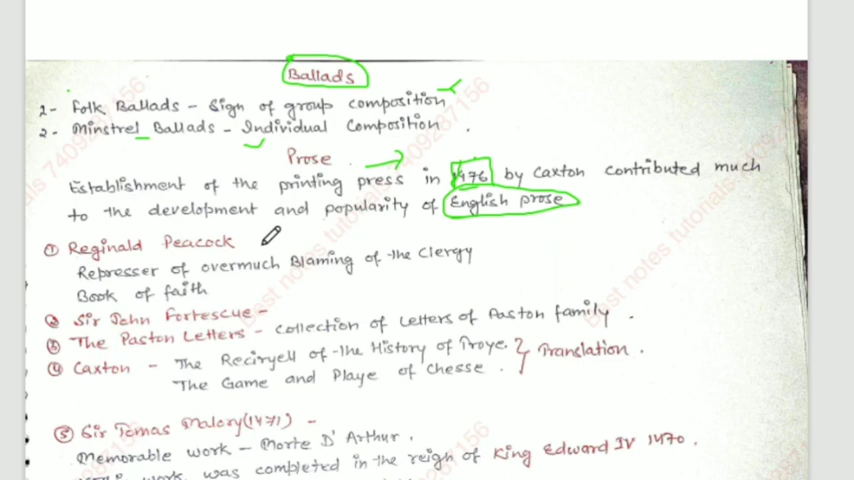 Ballads
1- Folk Ballads - Sign of group composition
2- Minstrel Ballads - Individual Composition.
Prose
Establishment of the printing press in 1476 by Caxton contributed much
to the development and popularity of English prose
① Reginald Peacock
Represser of overmuch Blaming of the Clergy
Book of faith
② Sir John Fortescue-
③ The Paston Letters - collection of Letters of Paston family.
④ Caxton - The Reciryell of the History of Troye. } Translation.
The Game and Playe of Chesse.
⑤ Sir Tomas Malory (1471) -
Memorable work - Morte D' Arthur.
work was completed in the reign of King Edward IV 1470.
Best notes tutorials 7409287156